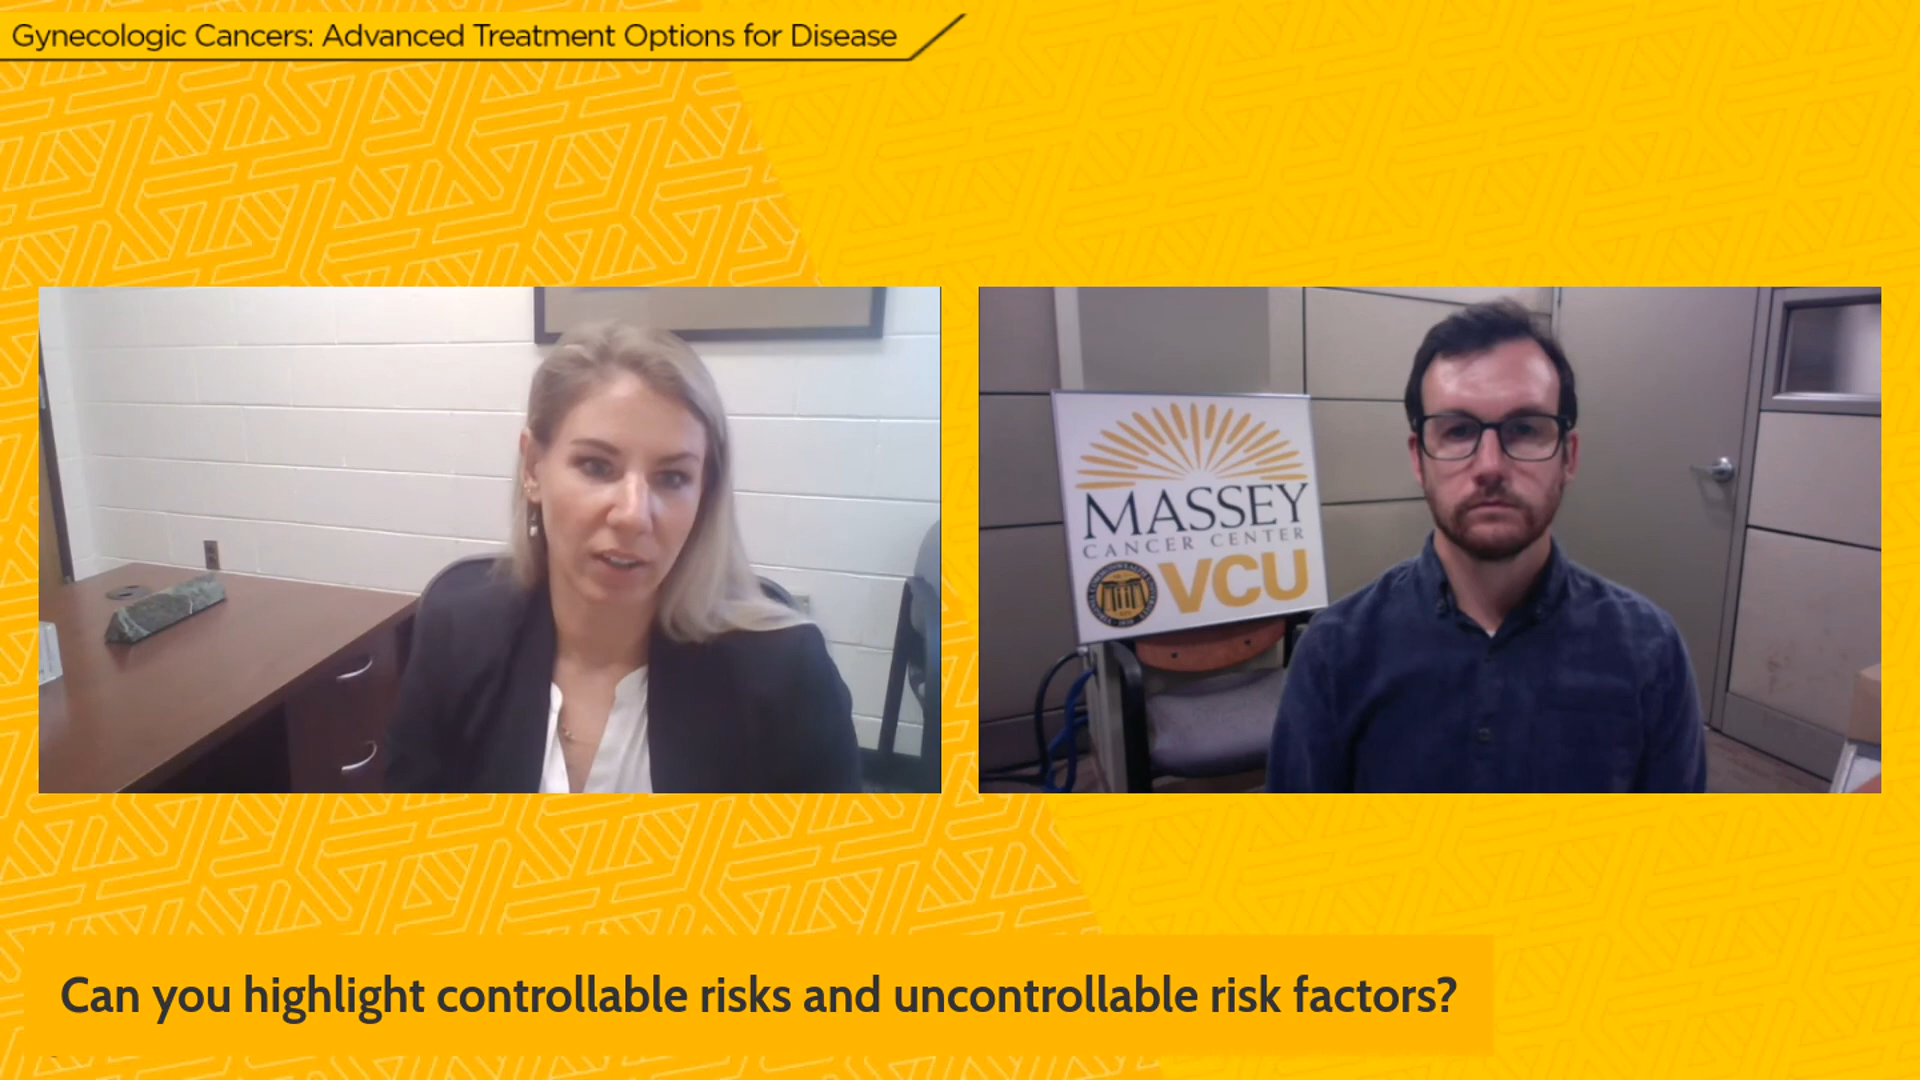 Gynecologic Cancers: Advanced Treatment Options for Disease
MASSEY
CANCER CENTER
VCU
Can you highlight controllable risks and uncontrollable risk factors?